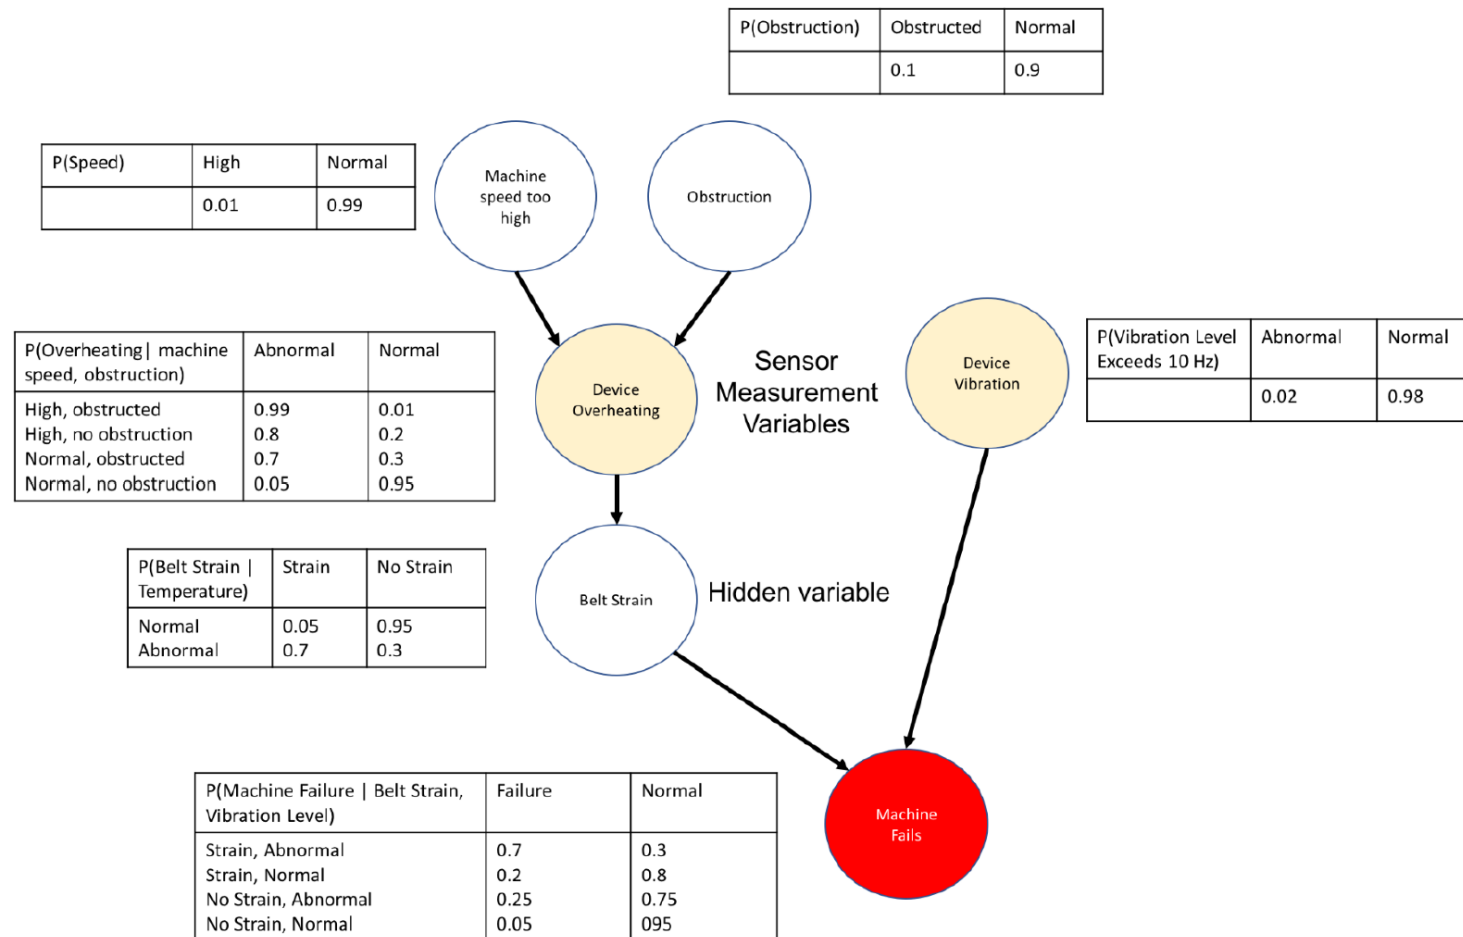 P(Obstruction) Obstructed Normal
0.1 0.9
P(Speed) High Normal
0.01 0.99
Machine
speed too
high
Obstruction
P(Overheating| machine
speed, obstruction) Abnormal Normal
High, obstructed 0.99 0.01
High, no obstruction 0.8 0.2
Normal, obstructed 0.7 0.3
Normal, no obstruction 0.05 0.95
Device
Overheating
Sensor
Measurement
Variables
Device
Vibration
P(Vibration Level
Exceeds 10 Hz) Abnormal Normal
0.02 0.98
P(Belt Strain |
Temperature) Strain No Strain
Normal 0.05 0.95
Abnormal 0.7 0.3
Belt Strain
Hidden variable
P(Machine Failure | Belt Strain,
Vibration Level) Failure Normal
Strain, Abnormal 0.7 0.3
Strain, Normal 0.2 0.8
No Strain, Abnormal 0.25 0.75
No Strain, Normal 0.05 095
Machine
Fails